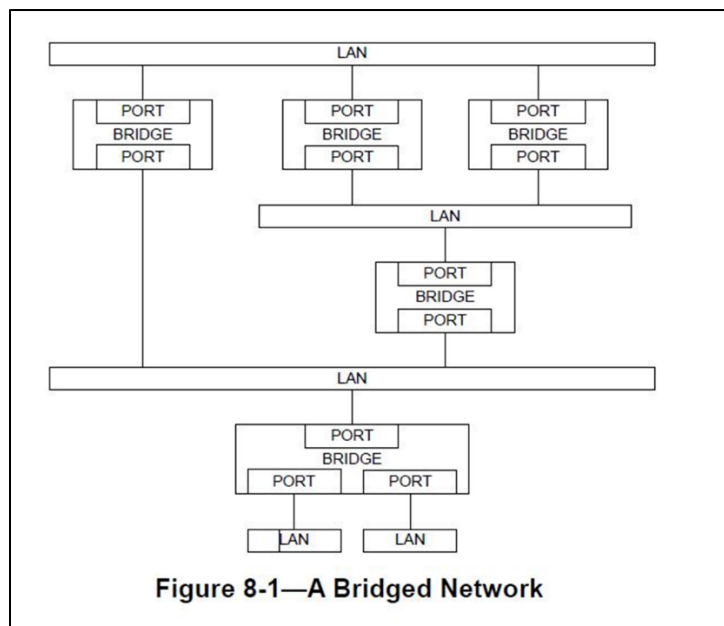 LAN
PORT PORT PORT
BRIDGE BRIDGE BRIDGE
PORT PORT PORT
LAN
PORT
BRIDGE
PORT
LAN
PORT
BRIDGE
PORT PORT
LAN LAN
Figure 8-1—A Bridged Network